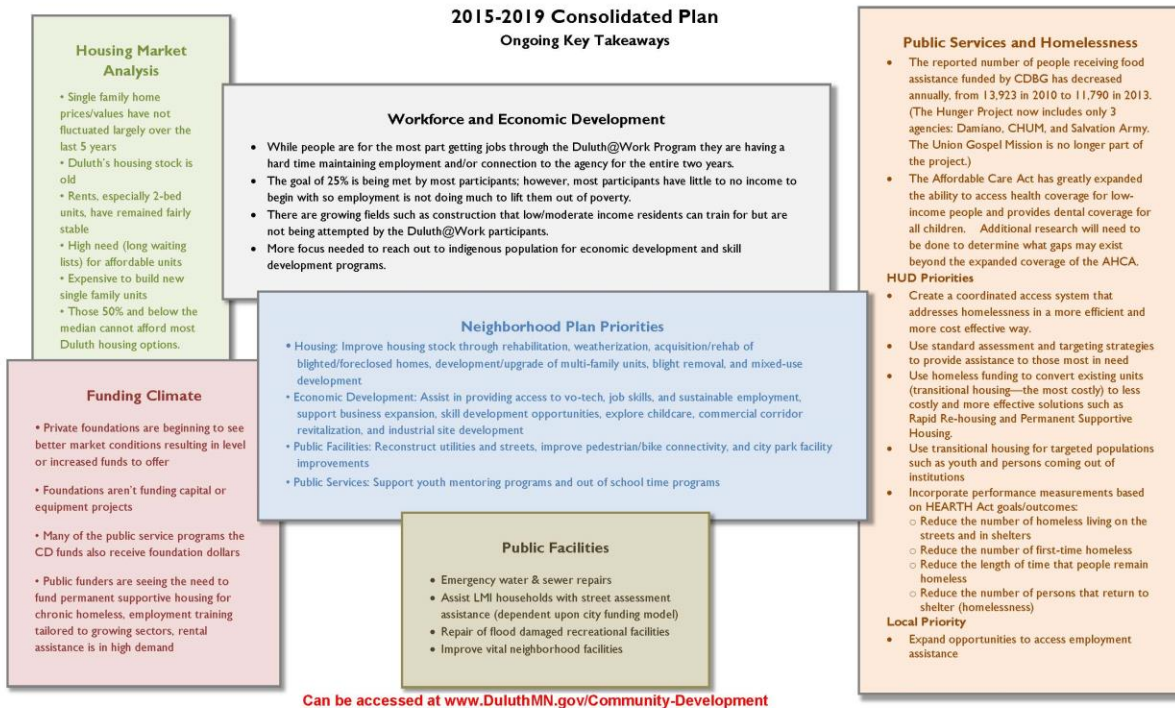 2015-2019 Consolidated Plan
Ongoing Key Takeaways
Housing Market
Analysis
• Single family home
prices/values have not
fluctuated largely over the
last 5 years
• Duluth's housing stock is
old
• Rents, especially 2-bed
units, have remained fairly
stable
• High need (long waiting
lists) for affordable units
• Expensive to build new
single family units
• Those 50% and below the
median cannot afford most
Duluth housing options.
Workforce and Economic Development
• While people are for the most part getting jobs through the Duluth@Work Program they are having a
hard time maintaining employment and/or connection to the agency for the entire two years.
• The goal of 25% is being met by most participants; however, most participants have little to no income to
begin with so employment is not doing much to lift them out of poverty.
• There are growing fields such as construction that low/moderate income residents can train for but are
not being attempted by the Duluth@Work participants.
• More focus needed to reach out to indigenous population for economic development and skill
development programs.
Neighborhood Plan Priorities
• Housing: Improve housing stock through rehabilitation, weatherization, acquisition/rehab of
blighted/foreclosed homes, development/upgrade of multi-family units, blight removal, and mixed-use
development
• Economic Development: Assist in providing access to vo-tech, job skills, and sustainable employment,
support business expansion, skill development opportunities, explore childcare, commercial corridor
revitalization, and industrial site development
• Public Facilities: Reconstruct utilities and streets, improve pedestrian/bike connectivity, and city park facility
improvements
• Public Services: Support youth mentoring programs and out of school time programs
Funding Climate
• Private foundations are beginning to see
better market conditions resulting in level
or increased funds to offer
• Foundations aren't funding capital or
equipment projects
• Many of the public service programs the
CD funds also receive foundation dollars
• Public funders are seeing the need to
fund permanent supportive housing for
chronic homeless, employment training
tailored to growing sectors, rental
assistance is in high demand
Public Facilities
• Emergency water & sewer repairs
• Assist LMI households with street assessment
assistance (dependent upon city funding model)
• Repair of flood damaged recreational facilities
• Improve vital neighborhood facilities
Public Services and Homelessness
• The reported number of people receiving food
assistance funded by CDBG has decreased
annually, from 13,923 in 2010 to 11,790 in 2013.
(The Hunger Project now includes only 3
agencies: Damiano, CHUM, and Salvation Army.
The Union Gospel Mission is no longer part of
the project.)
• The Affordable Care Act has greatly expanded
the ability to access health coverage for low-
income people and provides dental coverage for
all children. Additional research will need to
be done to determine what gaps may exist
beyond the expanded coverage of the AHCA.
HUD Priorities
• Create a coordinated access system that
addresses homelessness in a more efficient and
more cost effective way.
• Use standard assessment and targeting strategies
to provide assistance to those most in need
• Use homeless funding to convert existing units
(transitional housing—the most costly) to less
costly and more effective solutions such as
Rapid Re-housing and Permanent Supportive
Housing.
• Use transitional housing for targeted populations
such as youth and persons coming out of
institutions
• Incorporate performance measurements based
on HEARTH Act goals/outcomes:
○ Reduce the number of homeless living on the
streets and in shelters
○ Reduce the number of first-time homeless
○ Reduce the length of time that people remain
homeless
○ Reduce the number of persons that return to
shelter (homelessness)
Local Priority
• Expand opportunities to access employment
assistance
Can be accessed at www.DuluthMN.gov/Community-Development